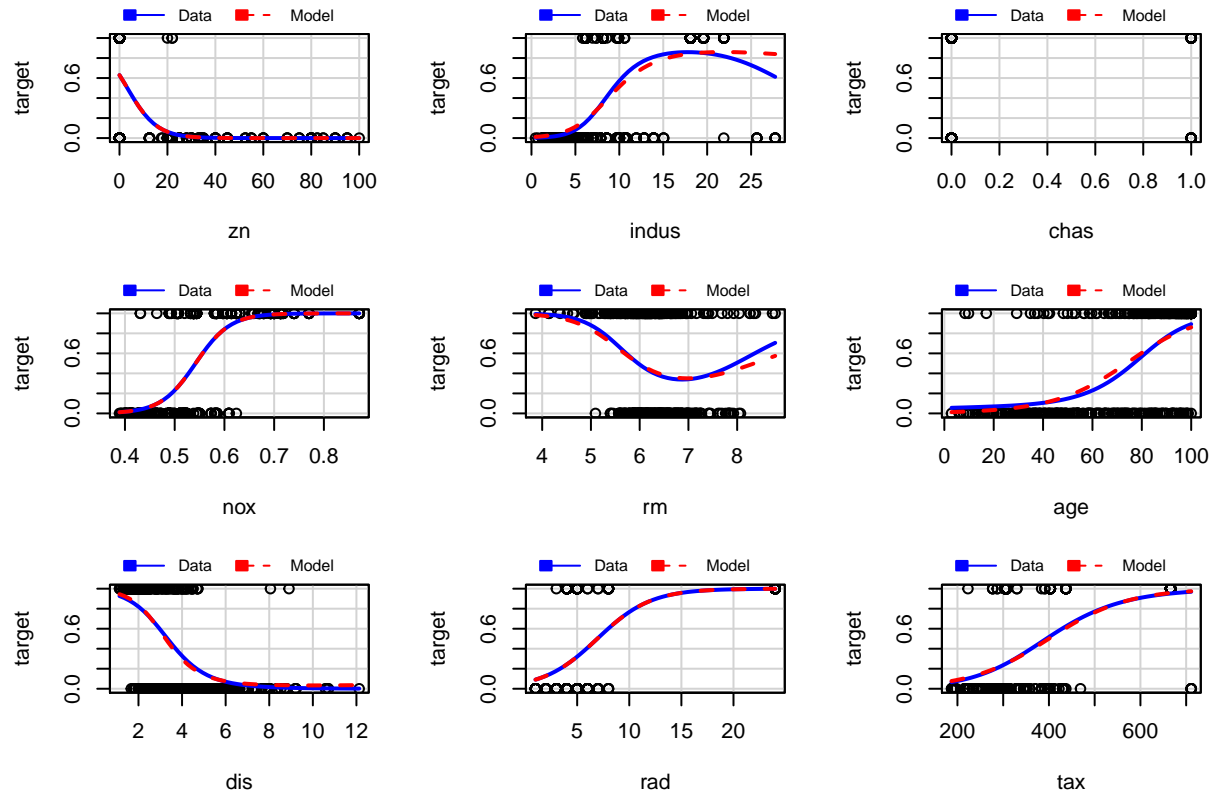 Data Model
target
0.0 0.6
0 20 40 60 80 100
zn
Data Model
target
0.0 0.6
0 5 10 15 20 25
indus
Data Model
target
0.0 0.6
0.0 0.2 0.4 0.6 0.8 1.0
chas
Data Model
target
0.0 0.6
0.4 0.5 0.6 0.7 0.8
nox
Data Model
target
0.0 0.6
4 5 6 7 8
rm
Data Model
target
0.0 0.6
0 20 40 60 80 100
age
Data Model
target
0.0 0.6
2 4 6 8 10 12
dis
Data Model
target
0.0 0.6
5 10 15 20
rad
Data Model
target
0.0 0.6
200 400 600
tax